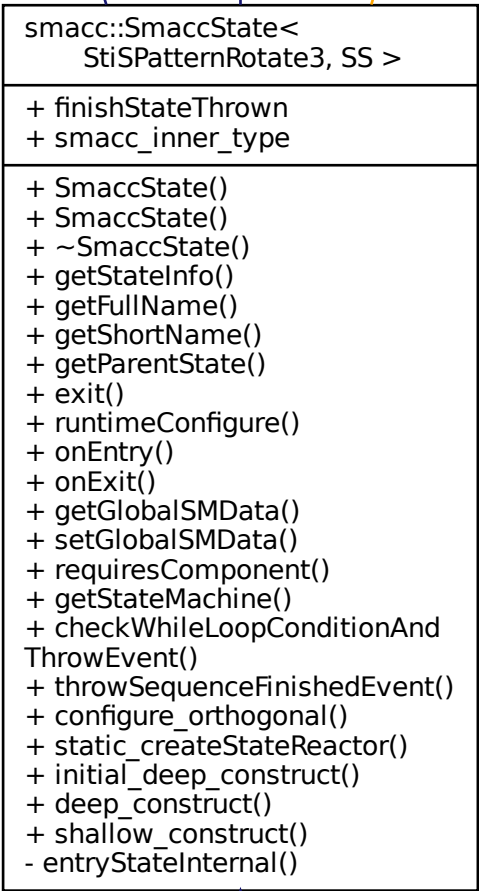 smacc::SmaccState<
StiSPatternRotate3, SS >
+ finishStateThrown
+ smacc_inner_type
+ SmaccState()
+ SmaccState()
+ ~SmaccState()
+ getStateInfo()
+ getFullName()
+ getShortName()
+ getParentState()
+ exit()
+ runtimeConfigure()
+ onEntry()
+ onExit()
+ getGlobalSMData()
+ setGlobalSMData()
+ requiresComponent()
+ getStateMachine()
+ checkWhileLoopConditionAnd
ThrowEvent()
+ throwSequenceFinishedEvent()
+ configure_orthogonal()
+ static_createStateReactor()
+ initial_deep_construct()
+ deep_construct()
+ shallow_construct()
- entryStateInternal()